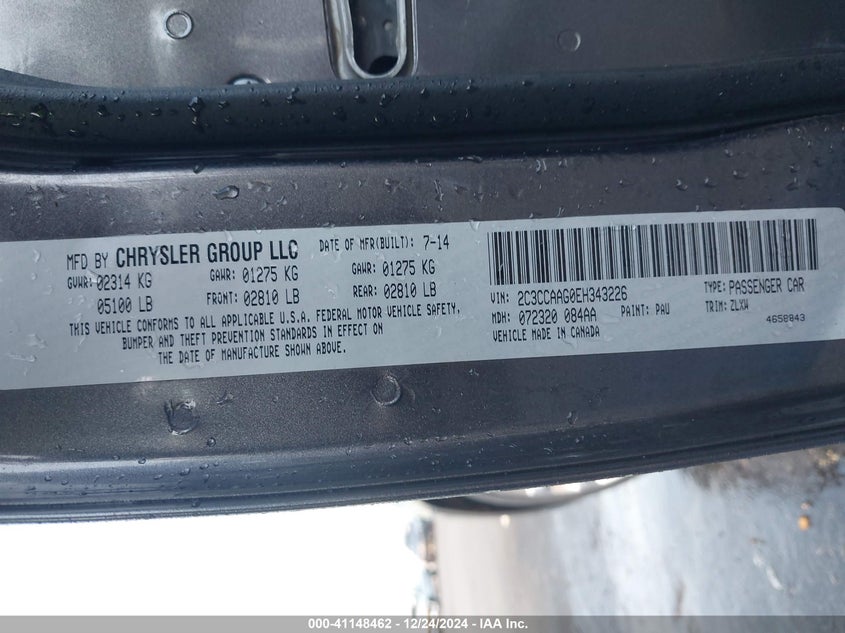 MFD BY CHRYSLER GROUP LLC DATE OF MFR(BUILT): 7-14
GVWR: 02314 KG GAWR: 01275 KG GAWR: 01275 KG
05100 LB FRONT: 02810 LB REAR: 02810 LB
THIS VEHICLE CONFORMS TO ALL APPLICABLE U.S.A. FEDERAL MOTOR VEHICLE SAFETY,
BUMPER AND THEFT PREVENTION STANDARDS IN EFFECT ON
THE DATE OF MANUFACTURE SHOWN ABOVE.
VIN: 2C3CCAAG0EH343226 TYPE: PASSENGER CAR
MDH: 072320 084AA PAINT: PAU TRIM: ZLXW
VEHICLE MADE IN CANADA 4658843
000-41148462 - 12/24/2024 - IAA Inc.